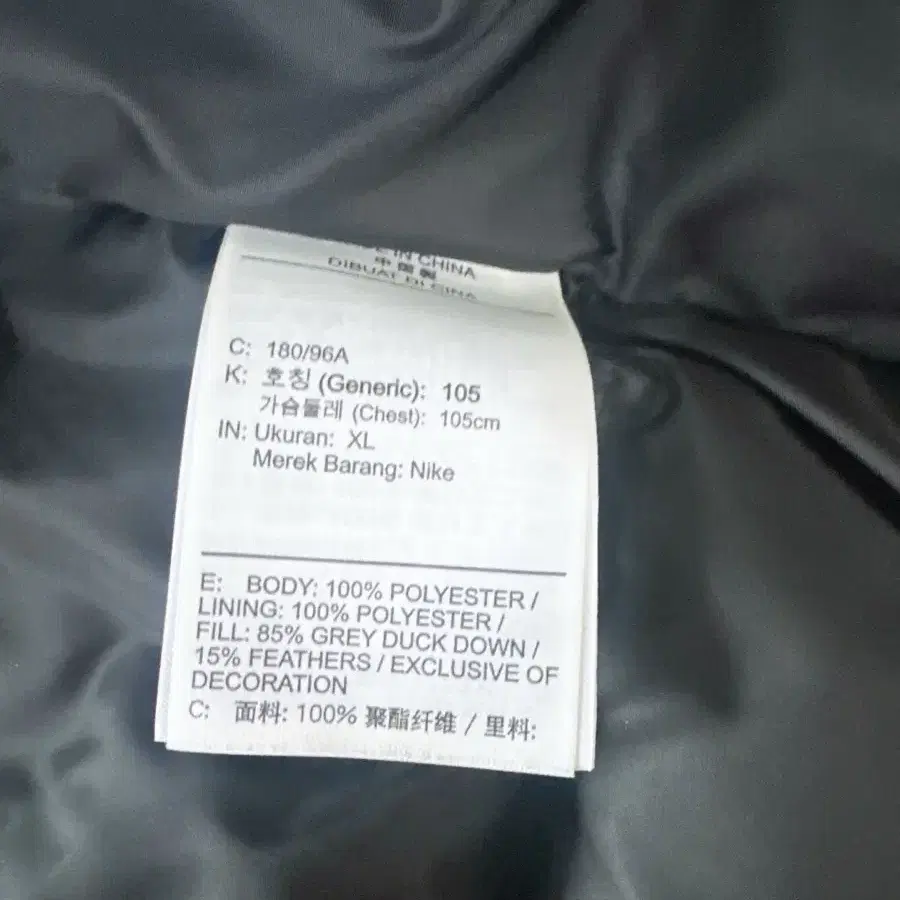 IN CHINA
中國製
DIBUAT DI CINA
C: 180/96A
K: 호칭 (Generic): 105
가슴둘레 (Chest): 105cm
IN: Ukuran: XL
Merek Barang: Nike
E: BODY: 100% POLYESTER /
LINING: 100% POLYESTER /
FILL: 85% GREY DUCK DOWN /
15% FEATHERS / EXCLUSIVE OF
DECORATION
C: 面料: 100% 聚酯纤维 / 里料: